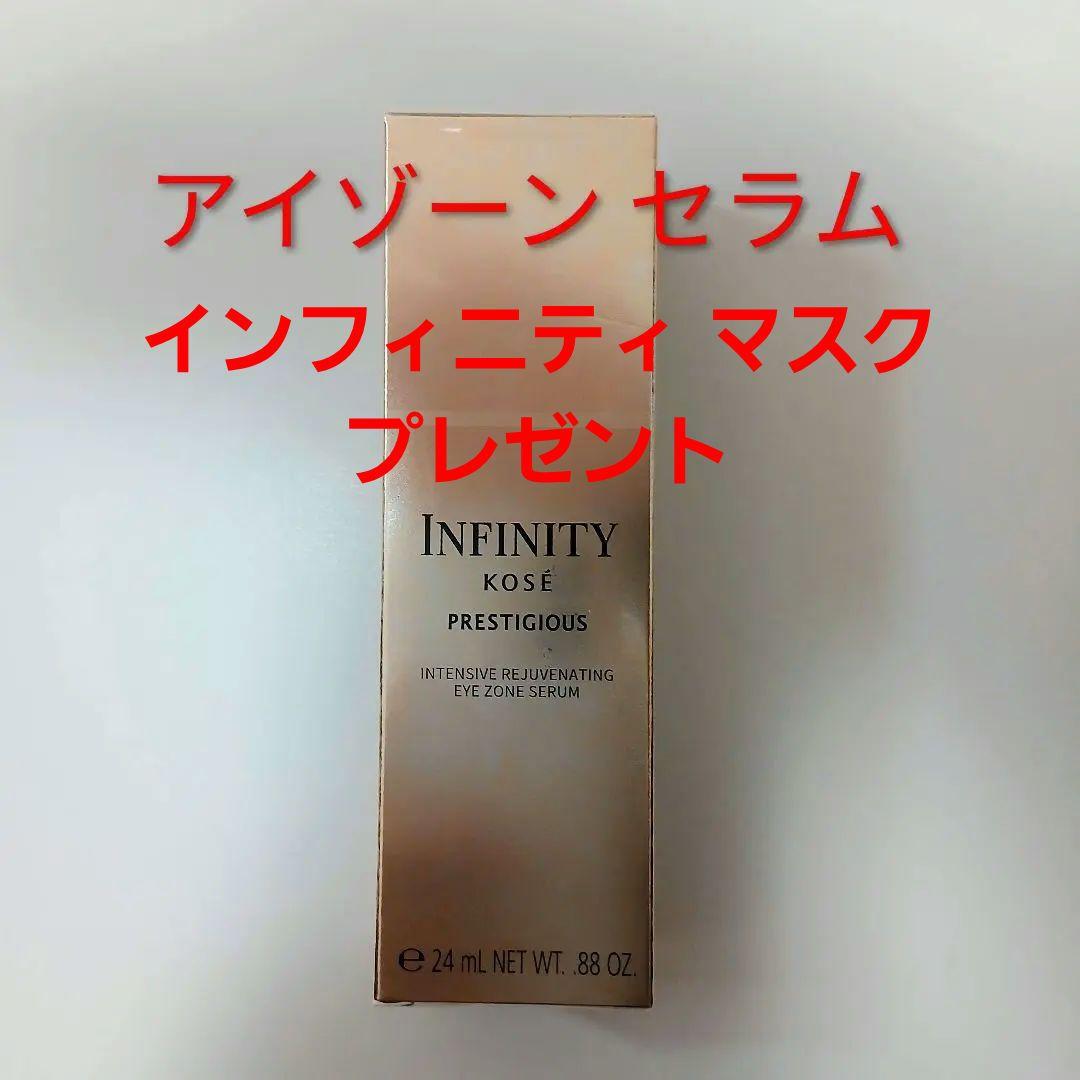 アイゾーン セラム
インフィニティ マスク
プレゼント
INFINITY
KOSÉ
PRESTIGIOUS
INTENSIVE REJUVENATING
EYE ZONE SERUM
℮ 24 mL NET WT. .88 OZ.